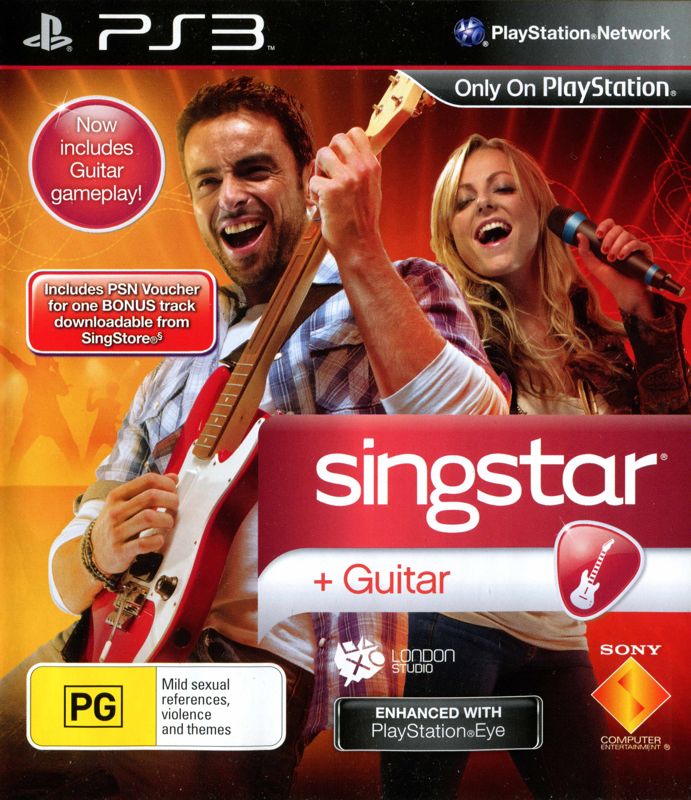 PS3™
PlayStation®Network
Only On PlayStation®
Now
includes
Guitar
gameplay!
Includes PSN Voucher
for one BONUS track
downloadable from
SingStore®§
singstar®
+ Guitar
LONDON
STUDIO
PG
Mild sexual
references,
violence
and themes
ENHANCED WITH
PlayStation®Eye
SONY
COMPUTER
ENTERTAINMENT®